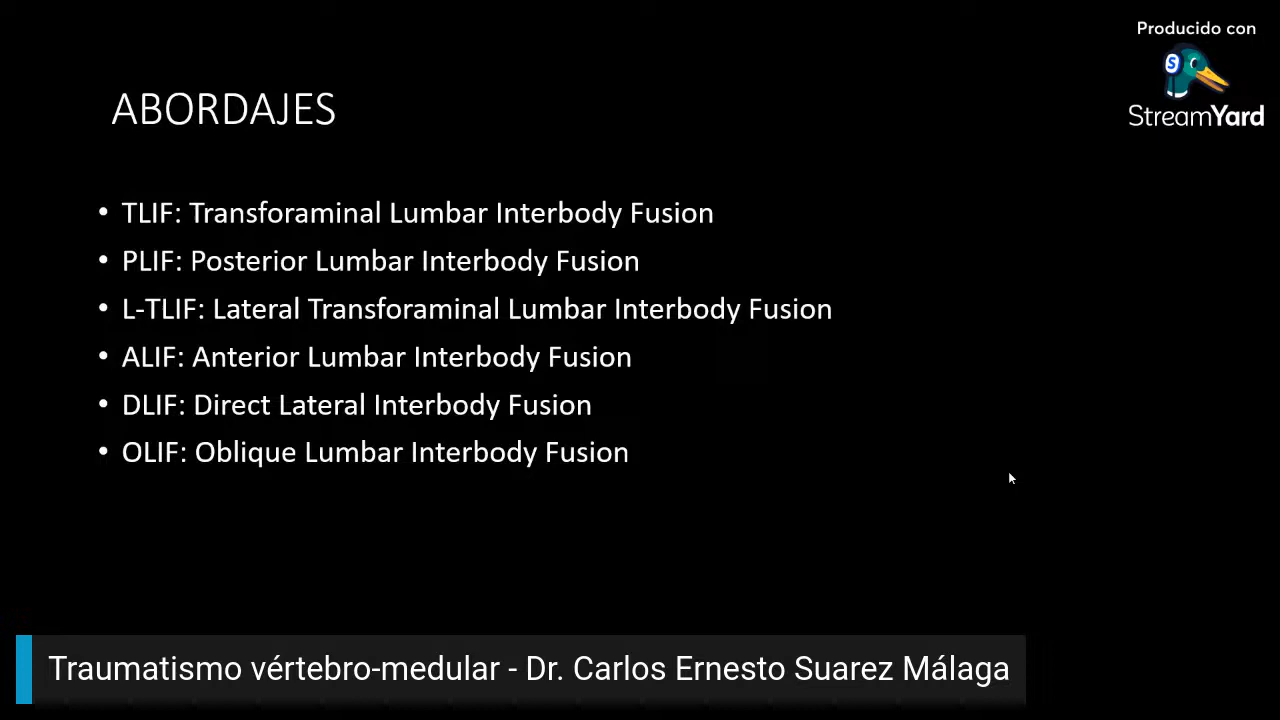 Producido con
StreamYard
ABORDAJES
• TLIF: Transforaminal Lumbar Interbody Fusion
• PLIF: Posterior Lumbar Interbody Fusion
• L-TLIF: Lateral Transforaminal Lumbar Interbody Fusion
• ALIF: Anterior Lumbar Interbody Fusion
• DLIF: Direct Lateral Interbody Fusion
• OLIF: Oblique Lumbar Interbody Fusion
Traumatismo vértebro-medular - Dr. Carlos Ernesto Suarez Málaga